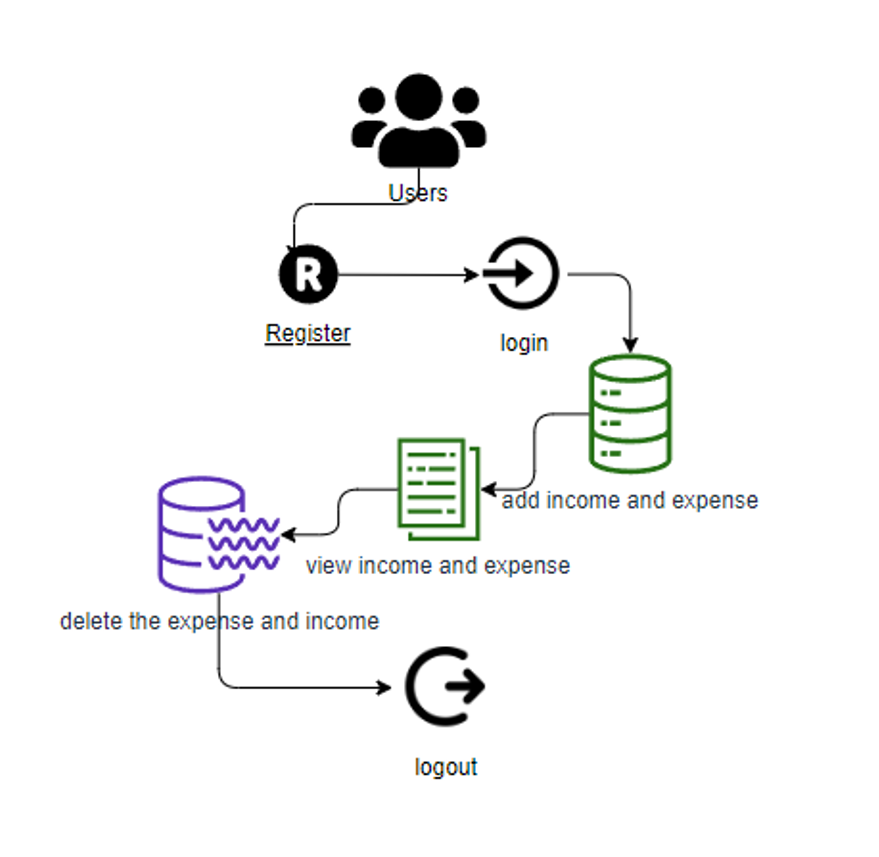 Users
R
Register
login
add income and expense
view income and expense
delete the expense and income
logout